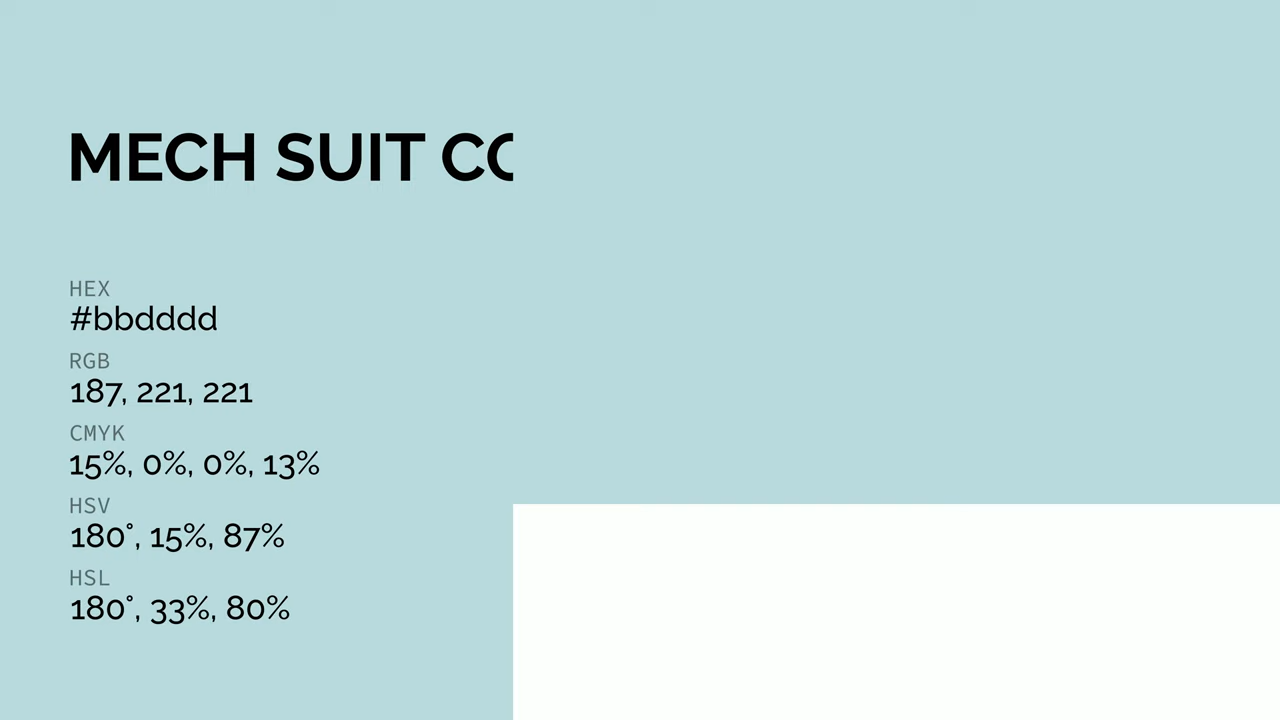 MECH SUIT
HEX
#bbdddd
RGB
187, 221, 221
CMYK
15%, 0%, 0%, 13%
HSV
180°, 15%, 87%
HSL
180°, 33%, 80%